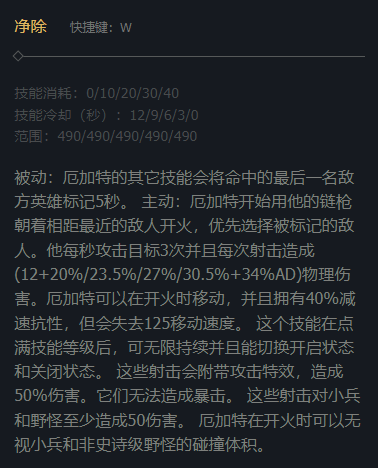 净除 快捷键：W
技能消耗：0/10/20/30/40
技能冷却（秒）：12/9/6/3/0
范围：490/490/490/490/490
被动：厄加特的其它技能会将命中的最后一名敌
方英雄标记5秒。 主动：厄加特开始用他的链枪
朝着相距最近的敌人开火，优先选择被标记的敌
人。他每秒攻击目标3次并且每次射击造成
(12+20%/23.5%/27%/30.5%+34%AD)物理伤
害。厄加特可以在开火时移动，并且拥有40%减
速抗性，但会失去125移动速度。 这个技能在点
满技能等级后，可无限持续并且能切换开启状态
和关闭状态。 这些射击会附带攻击特效，造成
50%伤害。它们无法造成暴击。 这些射击对小兵
和野怪至少造成50伤害。 厄加特在开火时可以无
视小兵和非史诗级野怪的碰撞体积。